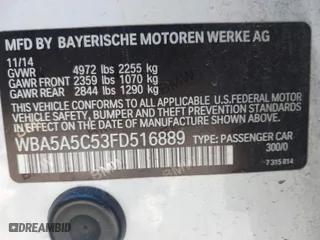 MFD BY BAYERISCHE MOTOREN WERKE AG
11/14
GVWR 4972 lbs 2255 kg
GAWR FRONT 2359 lbs 1070 kg
GAWR REAR 2844 lbs 1290 kg
THIS VEHICLE CONFORMS TO ALL APPLICABLE U.S. FEDERAL MOTOR
VEHICLE SAFETY, BUMPER AND THEFT PREVENTION STANDARDS
IN EFFECT ON THE DATE OF MANUFACTURE SHOWN ABOVE.
WBA5A5C53FD516889 TYPE: PASSENGER CAR
300/0
7 315 814